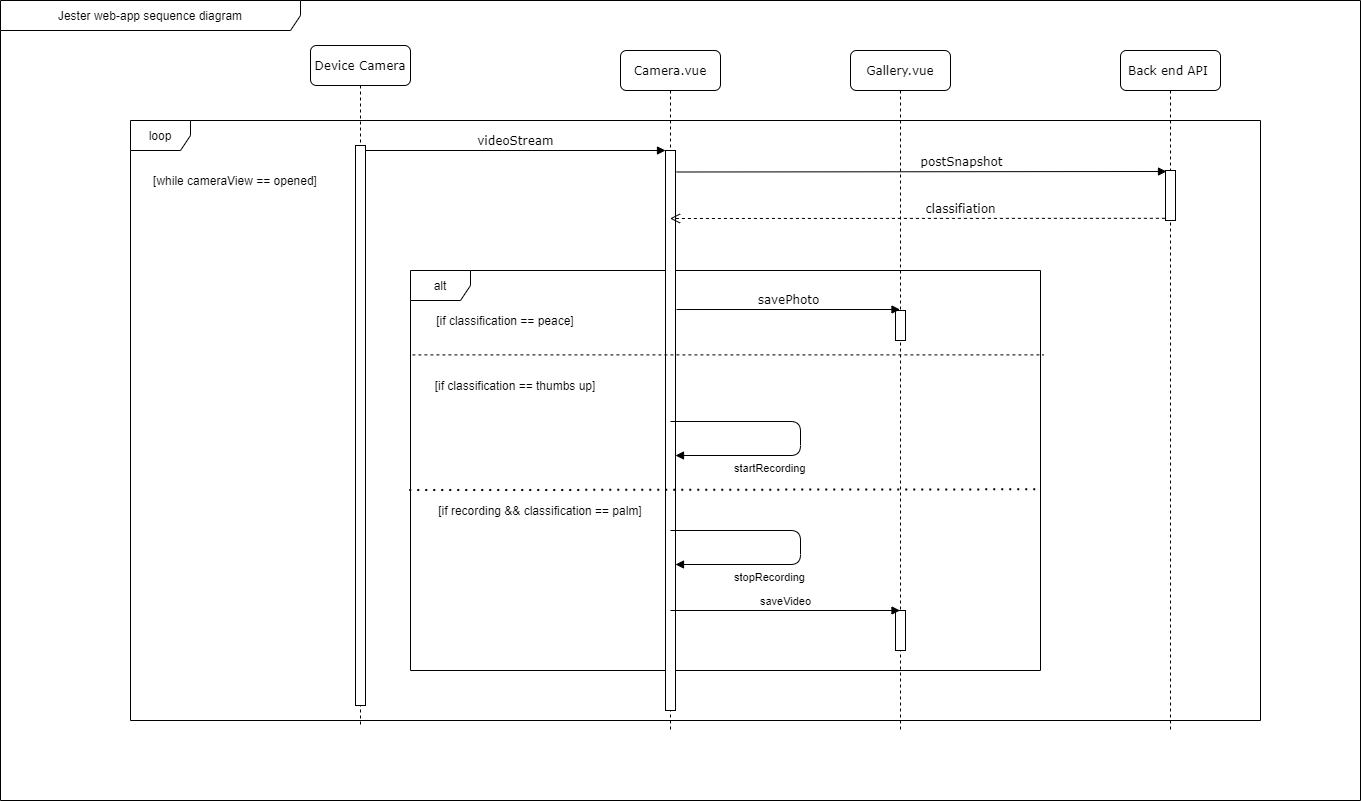 Jester web-app sequence diagram
Device Camera
Camera.vue
Gallery.vue
Back end API
loop
videoStream
postSnapshot
[while cameraView == opened]
classifiation
alt
savePhoto
[if classification == peace]
[if classification == thumbs up]
startRecording
[if recording && classification == palm]
stopRecording
saveVideo